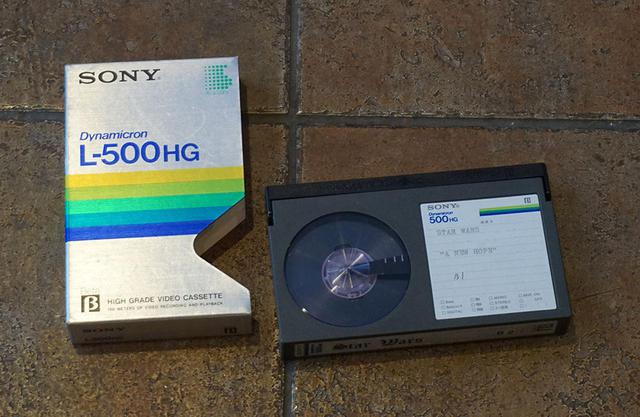 SONY
Dynamicron
L-500HG
Beta
B
HIGH GRADE VIDEO CASSETTE
SONY
SONY
Dynamicron
500HG
STAR WARS
"A NEW HOPE"
Star Wars